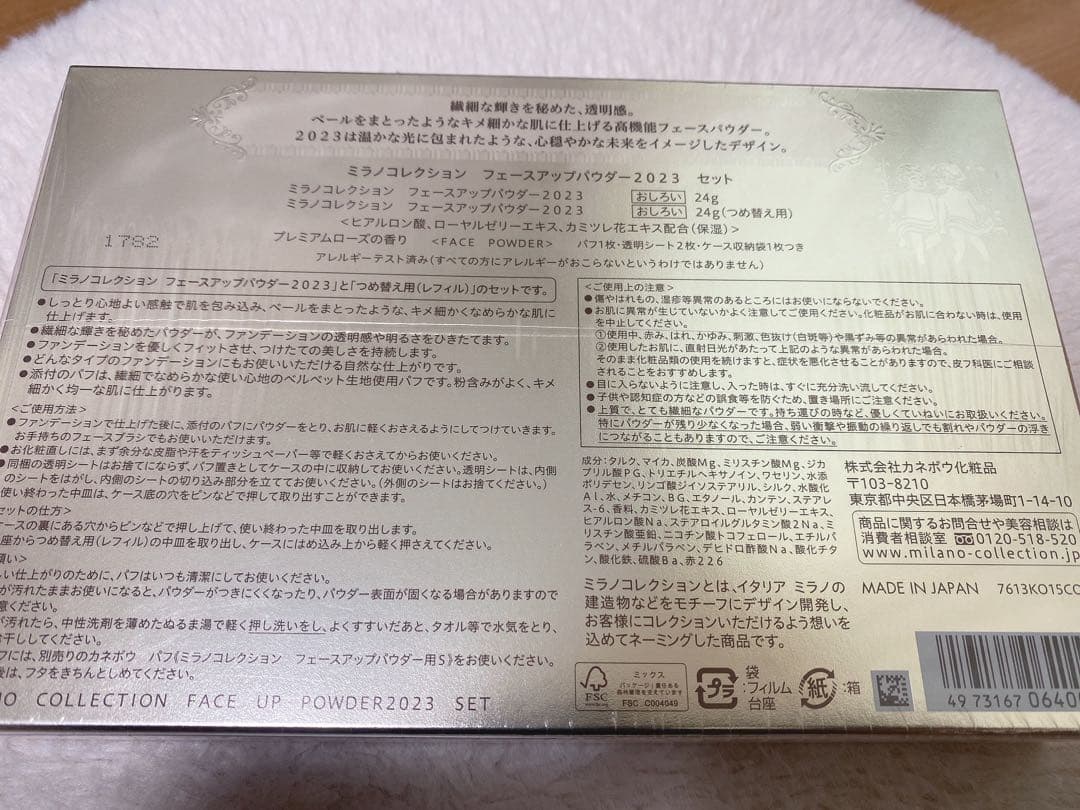 繊細な輝きを秘めた、透明感。
ベールをまとったようなキメ細かな肌に仕上げる高機能フェースパウダー。
2023は温かな光に包まれたような、心穏やかな未来をイメージしたデザイン。
ミラノコレクション フェースアップパウダー2023 セット
ミラノコレクション フェースアップパウダー2023 おしろい 24g
ミラノコレクション フェースアップパウダー2023 おしろい 24g(つめ替え用)
<ヒアルロン酸、ローヤルゼリーエキス、カミツレ花エキス配合(保湿)>
1782
プレミアムローズの香り <FACE POWDER> パフ1枚・透明シート2枚・ケース収納袋1枚つき
アレルギーテスト済み(すべての方にアレルギーがおこらないというわけではありません)
「ミラノコレクション フェースアップパウダー2023」と「つめ替え用(レフィル)」のセットです。
●しっとり心地よい感触で肌を包み込み、ベールをまとったような、キメ細かくなめらかな肌に
仕上げます。
●繊細な輝きを秘めたパウダーが、ファンデーションの透明感や明るさをひきたてます。
●ファンデーションを優しくフィットさせ、つけたての美しさを持続します。
●どんなタイプのファンデーションにもお使いいただける自然な仕上がりです。
●添付のパフは、繊細でなめらかな使い心地のベルベット生地使用パフです。粉含みがよく、キメ
細かく均一な肌に仕上がります。
<ご使用方法>
●ファンデーションで仕上げた後に、添付のパフにパウダーをとり、お肌に軽くおさえるようにしてつけていきます。
お手持ちのフェースブラシでもお使いいただけます。
●お化粧直しには、まず余分な皮脂や汗をティッシュペーパー等で軽くおさえてからお使いください。
●同梱の透明シートはお捨てにならず、パフ置きとしてケースの中に収納してお使いください。透明シートは、内側
のシートをはがし、内側のシートの切り込み部分を立ててお使いください。(外側のシートはお捨てください。)
使い終わった中皿は、ケース底の穴をピンなどで押して取り出すことができます。
セットの仕方>
ケースの裏にある穴からピンなどで押し上げて、使い終わった中皿を取り出します。
座からつめ替え用(レフィル)の中皿を取り出し、ケースにはめ込み上から軽く押さえてください。
願い>
しい仕上がりのために、パフはいつも清潔にしてお使いください。
が汚れたままお使いになると、パウダーがつきにくくなったり、パウダー表面が固くなる場合がありますので
意ください。
が汚れたら、中性洗剤を薄めたぬるま湯で軽く押し洗いをし、よくすすいだあと、タオル等で水気をとり、
干ししてください。
フには、別売りのカネボウ パフ《ミラノコレクション フェースアップパウダー用S》をお使いください。
後は、フタをきちんとしめてください。
NO COLLECTION FACE UP POWDER2023 SET
<ご使用上の注意>
●傷やはれもの、湿疹等異常のあるところにはお使いにならないでください。
●お肌に異常が生じていないかよく注意してご使用ください。化粧品がお肌に合わない時は、使用
を中止してください。
①使用中、赤み、はれ、かゆみ、刺激、色抜け(白斑等)や黒ずみ等の異常があらわれた場合。
②使用したお肌に、直射日光があたって上記のような異常があらわれた場合。
そのまま化粧品類の使用を続けますと、症状を悪化させることがありますので、皮フ科医にご相談
されることをおすすめします。
●目に入らないように注意し、入った時は、すぐに充分洗い流してください。
●子供や認知症の方などの誤食等を防ぐため、置き場所にご注意ください。
●上質で、とても繊細なパウダーです。持ち運びの時など、優しくていねいにお取扱いください。
特にパウダーが残り少なくなった場合、弱い衝撃や振動の繰り返しでも割れやパウダーの浮き
につながることもありますので、ご注意ください。
成分:タルク、マイカ、炭酸Mg、ミリスチン酸Mg、ジカ
プリル酸PG、トリエチルヘキサノイン、ワセリン、水添
ポリデセン、リンゴ酸ジイソステアリル、シルク、水酸化
Al、水、メチコン、BG、エタノール、カンテン、ステアレ
ス-6、香料、カミツレ花エキス、ローヤルゼリーエキス、
ヒアルロン酸Na、ステアロイルグルタミン酸2Na、ミ
リスチン酸亜鉛、ニコチン酸トコフェロール、エチルパ
ラベン、メチルパラベン、デヒドロ酢酸Na、酸化チタ
ン、酸化鉄、硫酸Ba、赤226
株式会社カネボウ化粧品
〒103-8210
東京都中央区日本橋茅場町1-14-10
商品に関するお問合せや美容相談は
消費者相談室 0120-518-520
www.milano-collection.jp
ミラノコレクションとは、イタリア ミラノの
建造物などをモチーフにデザイン開発し、
お客様にコレクションいただけるよう想いを
込めてネーミングした商品です。
MADE IN JAPAN 7613KO15CO
FSC
ミックス
パッケージ|責任ある
森林管理を支えています
FSC C004049
プラ
袋
:フィルム
台座
紙
:箱
49 73167 0640